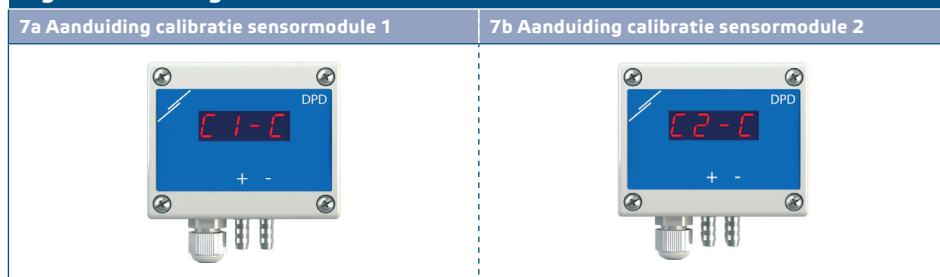 7a Aanduiding calibratie sensormodule 1
7b Aanduiding calibratie sensormodule 2
DPD
C1-C
+ -
DPD
C2-C
+ -